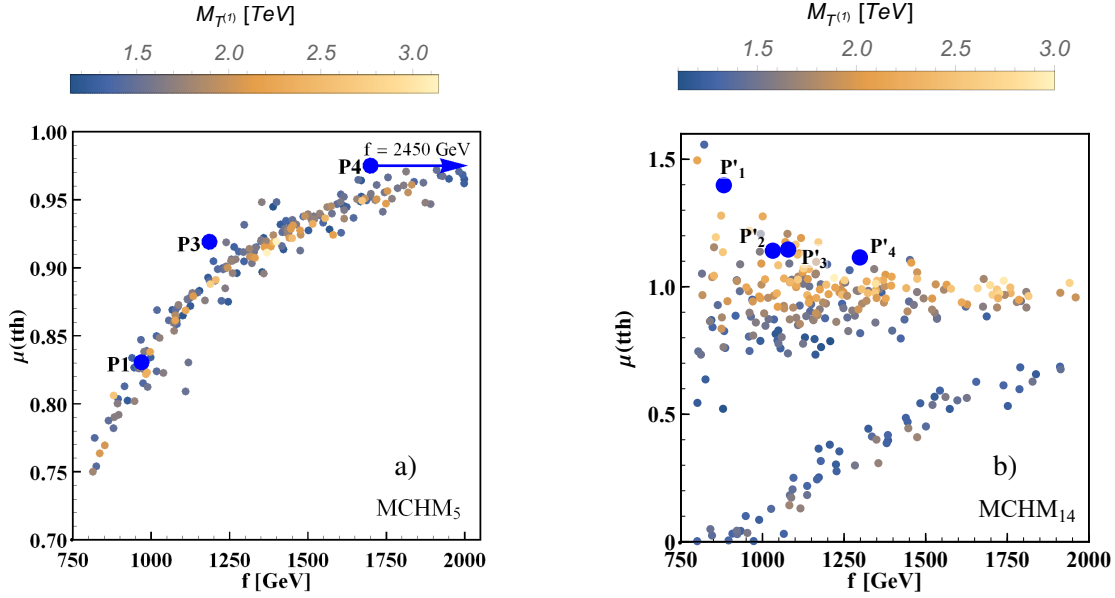 M_T(1) [TeV]
1.5 2.0 2.5 3.0
1.00
0.95
0.90
0.85
0.80
0.75
0.70
μ(tth)
f = 2450 GeV
P4
P3
P1
a)
MCHM5
750 1000 1250 1500 1750 2000
f [GeV]
M_T(1) [TeV]
1.5 2.0 2.5 3.0
1.5
1.0
0.5
0
μ(tth)
P'1
P'2
P'3
P'4
b)
MCHM14
750 1000 1250 1500 1750 2000
f [GeV]